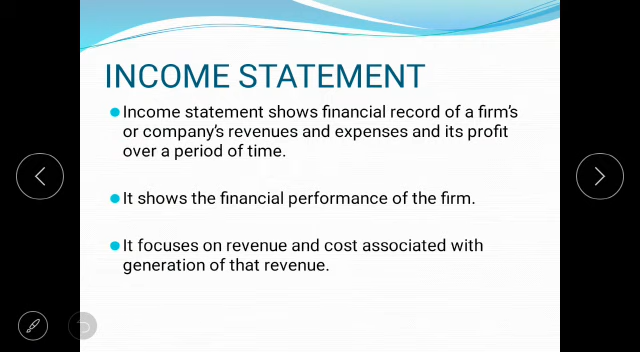 INCOME STATEMENT
Income statement shows financial record of a firm's
or company's revenues and expenses and its profit
over a period of time.
It shows the financial performance of the firm.
It focuses on revenue and cost associated with
generation of that revenue.